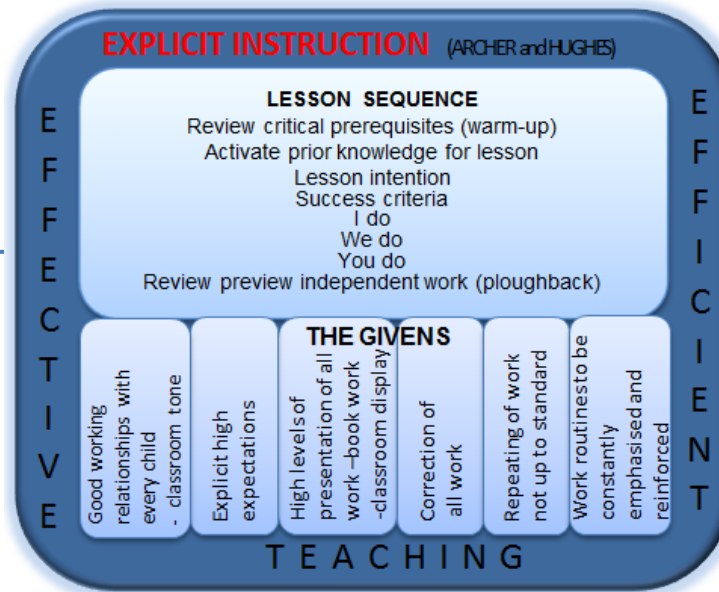 EXPLICIT INSTRUCTION (ARCHER and HUGHES)
EFFECTIVE
EFFICIENT
LESSON SEQUENCE
Review critical prerequisites (warm-up)
Activate prior knowledge for lesson
Lesson intention
Success criteria
I do
We do
You do
Review preview independent work (ploughback)
THE GIVENS
Good working
relationships with
every child
- classroom tone
Explicit high
expectations
High levels of
presentation of all
work –book work
-classroom display
Correction of
all work
Repeating of work
not up to standard
Work routines to be
constantly
emphasised and
reinforced
TEACHING